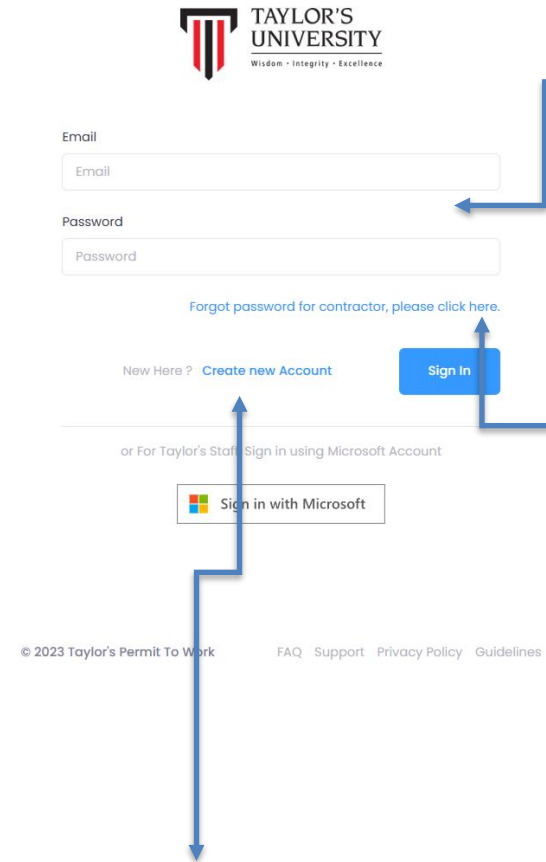 TAYLOR'S
UNIVERSITY
Wisdom • Integrity • Excellence
Email
Email
Password
Password
Forgot password for contractor, please click here.
New Here ? Create new Account
Sign In
or For Taylor's Staff Sign in using Microsoft Account
Sign in with Microsoft
© 2023 Taylor's Permit To Work
FAQ Support Privacy Policy Guidelines